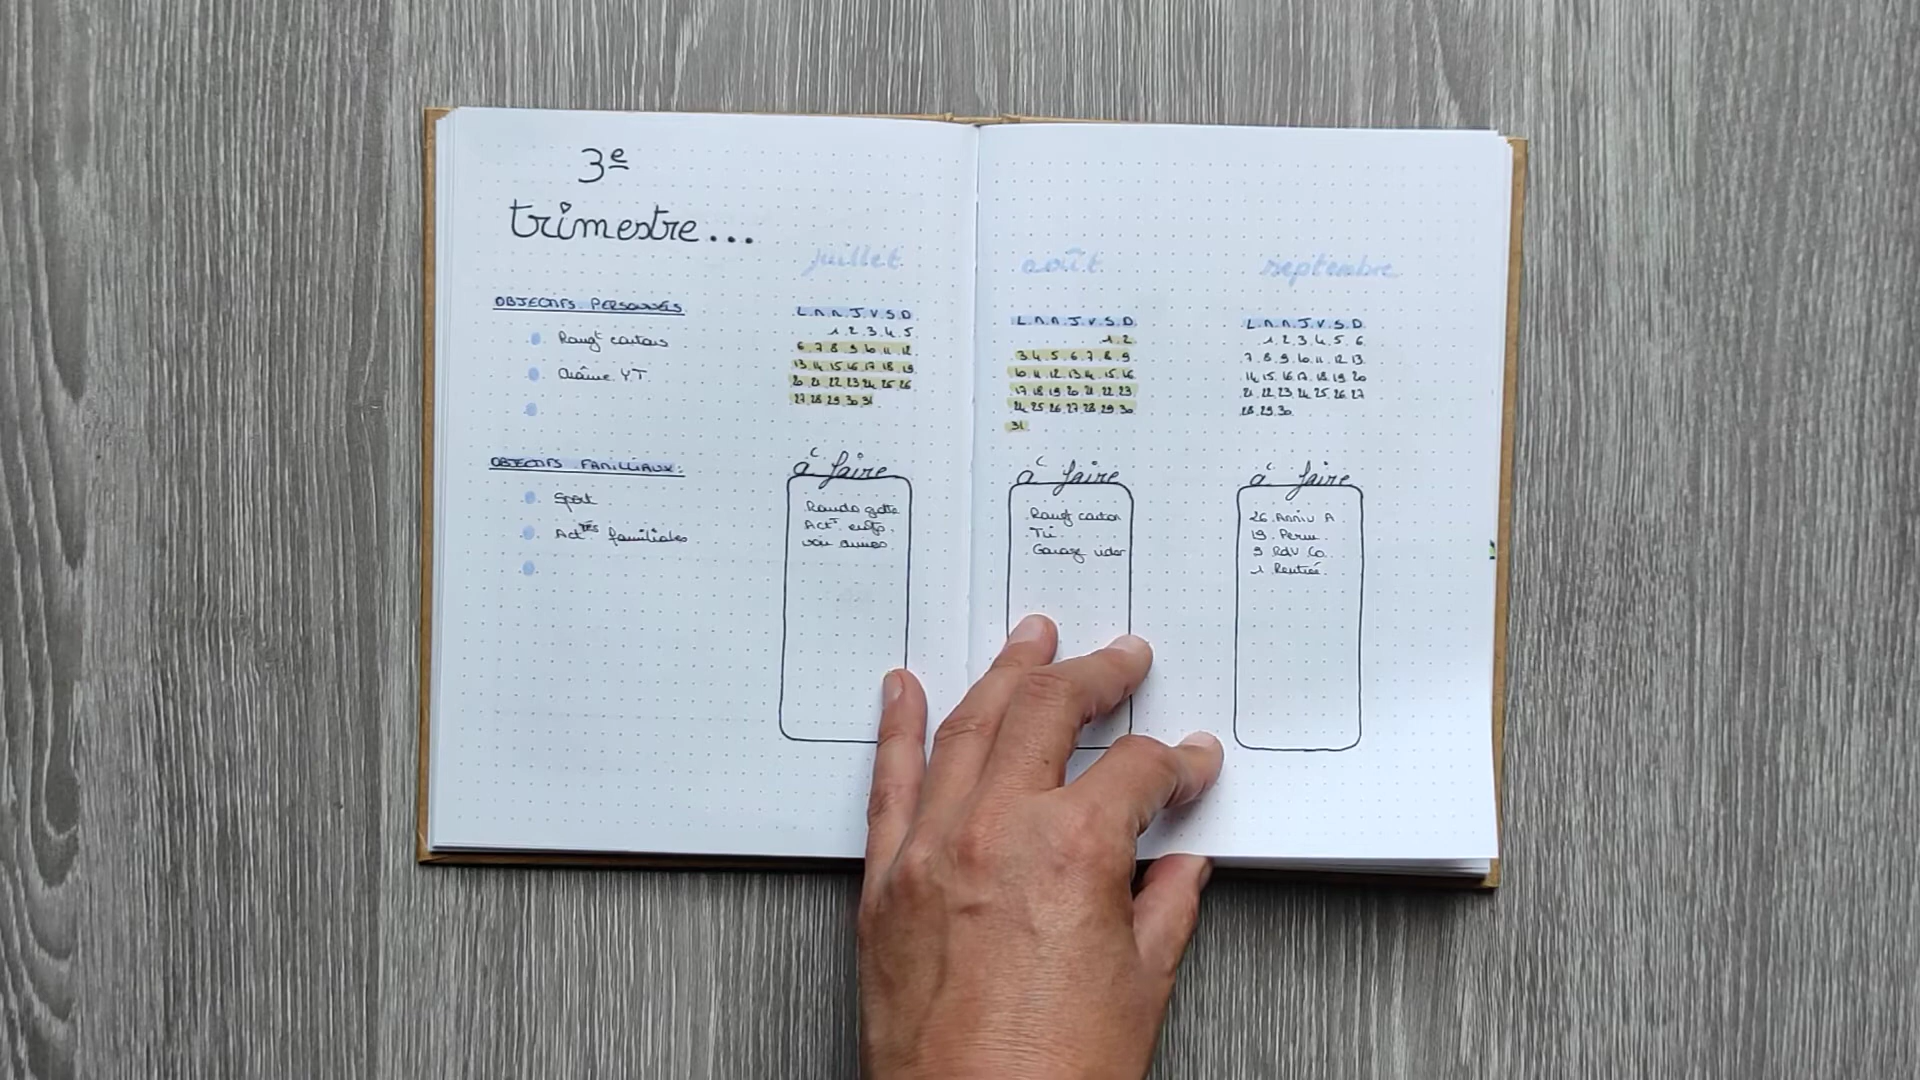 3e
trimestre...
OBJECTIFS PERSONNELS
Rangt cartons
Chaîne YT
OBJECTIFS FAMILIAUX:
Sport
Acttés familiales
juillet
L.M.M.J.V.S.D.
1.2.3.4.5
6.7.8.9.10.11.12
13.14.15.16.17.18.19
20.21.22.23.24.25.26
27.28.29.30.31
à faire
Rando
Act
voir
août
L.M.M.J.V.S.D.
1.2
3.4.5.6.7.8.9
10.11.12.13.14.15.16
17.18.19.20.21.22.23
24.25.26.27.28.29.30
31
à faire
Rangt carton
Tri
Garage vider
septembre
L.M.M.J.V.S.D.
1.2.3.4.5.6
7.8.9.10.11.12.13
14.15.16.17.18.19.20
21.22.23.24.25.26.27
28.29.30
à faire
26 Anniv A
19 Perm
9 Rdv Co.
1 Rentrée